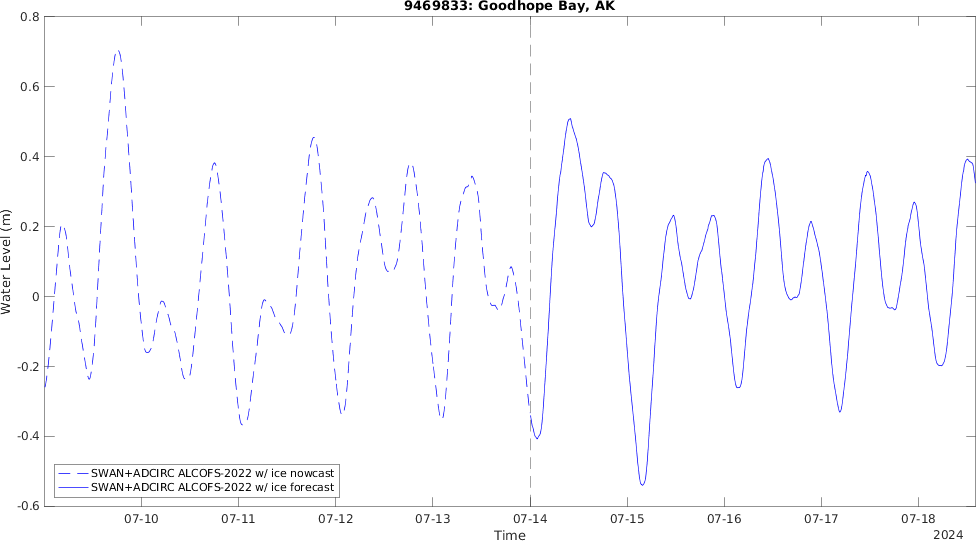 9469833: Goodhope Bay, AK
0.8
0.6
0.4
0.2
0
-0.2
-0.4
-0.6
Water Level (m)
SWAN+ADCIRC ALCOFS-2022 w/ ice nowcast
SWAN+ADCIRC ALCOFS-2022 w/ ice forecast
07-10 07-11 07-12 07-13 07-14 07-15 07-16 07-17 07-18
Time
2024